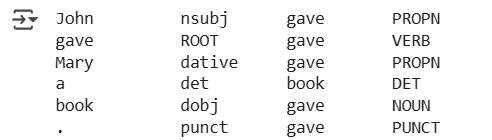 John nsubj gave PROPN
gave ROOT gave VERB
Mary dative gave PROPN
a det book DET
book dobj gave NOUN
. punct gave PUNCT